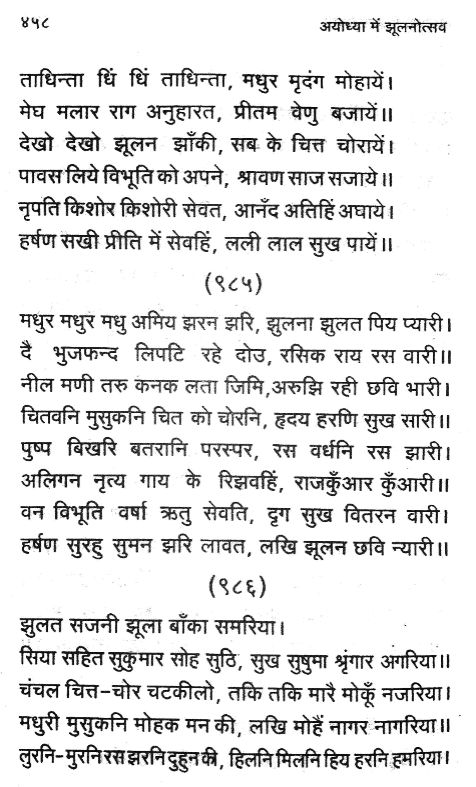 ४५८ अयोध्या में झूलनोत्सव
ताधिन्ता धिं धिं ताधिन्ता, मधुर मृदंग मोहायें।
मेघ मलार राग अनुहारत, प्रीतम वेणु बजायें॥
देखो देखो झूलन झाँकी, सब के चित्त चोरायें।
पावस लिये विभूति को अपने, श्रावण साज सजाये॥
नृपति किशोर किशोरी सेवत, आनँद अतिहिं अघाये।
हर्षण सखी प्रीति में सेवहिं, लली लाल सुख पायें॥
(९८५)
मधुर मधुर मधु अमिय झरन झरि, झुलना झूलत पिय प्यारी।
दै भुजफन्द लिपटि रहे दोउ, रसिक राय रस वारी॥
नील मणी तरु कनक लता जिमि,अरुझि रही छवि भारी।
चितवनि मुसुकनि चित को चोरनि, हृदय हरणि सुख सारी॥
पुष्प बिखरि बतरानि परस्पर, रस वर्धनि रस झारी।
अलिगन नृत्य गाय के रिझवहिं, राजकुँआर कुँआरी॥
वन विभूति वर्षा ऋतु सेवति, दृग सुख वितरन वारी।
हर्षण सुरहु सुमन झरि लावत, लखि झूलन छवि न्यारी॥
(९८६)
झुलत सजनी झूला बाँका समरिया।
सिया सहित सुकुमार सोह सुठि, सुख सुषुमा श्रृंगार अगरिया॥
चंचल चित्त-चोर चटकीलो, तकि तकि मारै मोकूँ नजरिया।
मधुरी मुसुकनि मोहक मन की, लखि मोहैं नागर नागरिया॥
लुरनि-मुरनि रस झरनि दुहुन की, हिलनि मिलनि हिय हरनि हमरिया।